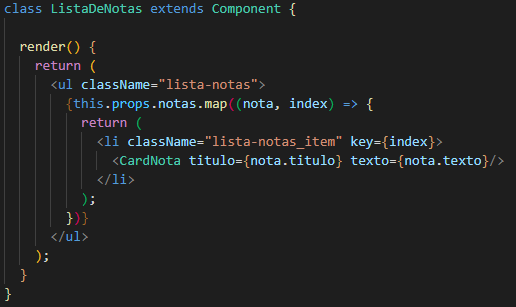 class ListaDeNotas extends Component {
render() {
return (
<ul className="lista-notas">
{this.props.notas.map((nota, index) => {
return (
<li className="lista-notas_item" key={index}>
<CardNota titulo={nota.titulo} texto={nota.texto}/>
</li>
);
})}
</ul>
);
}
}